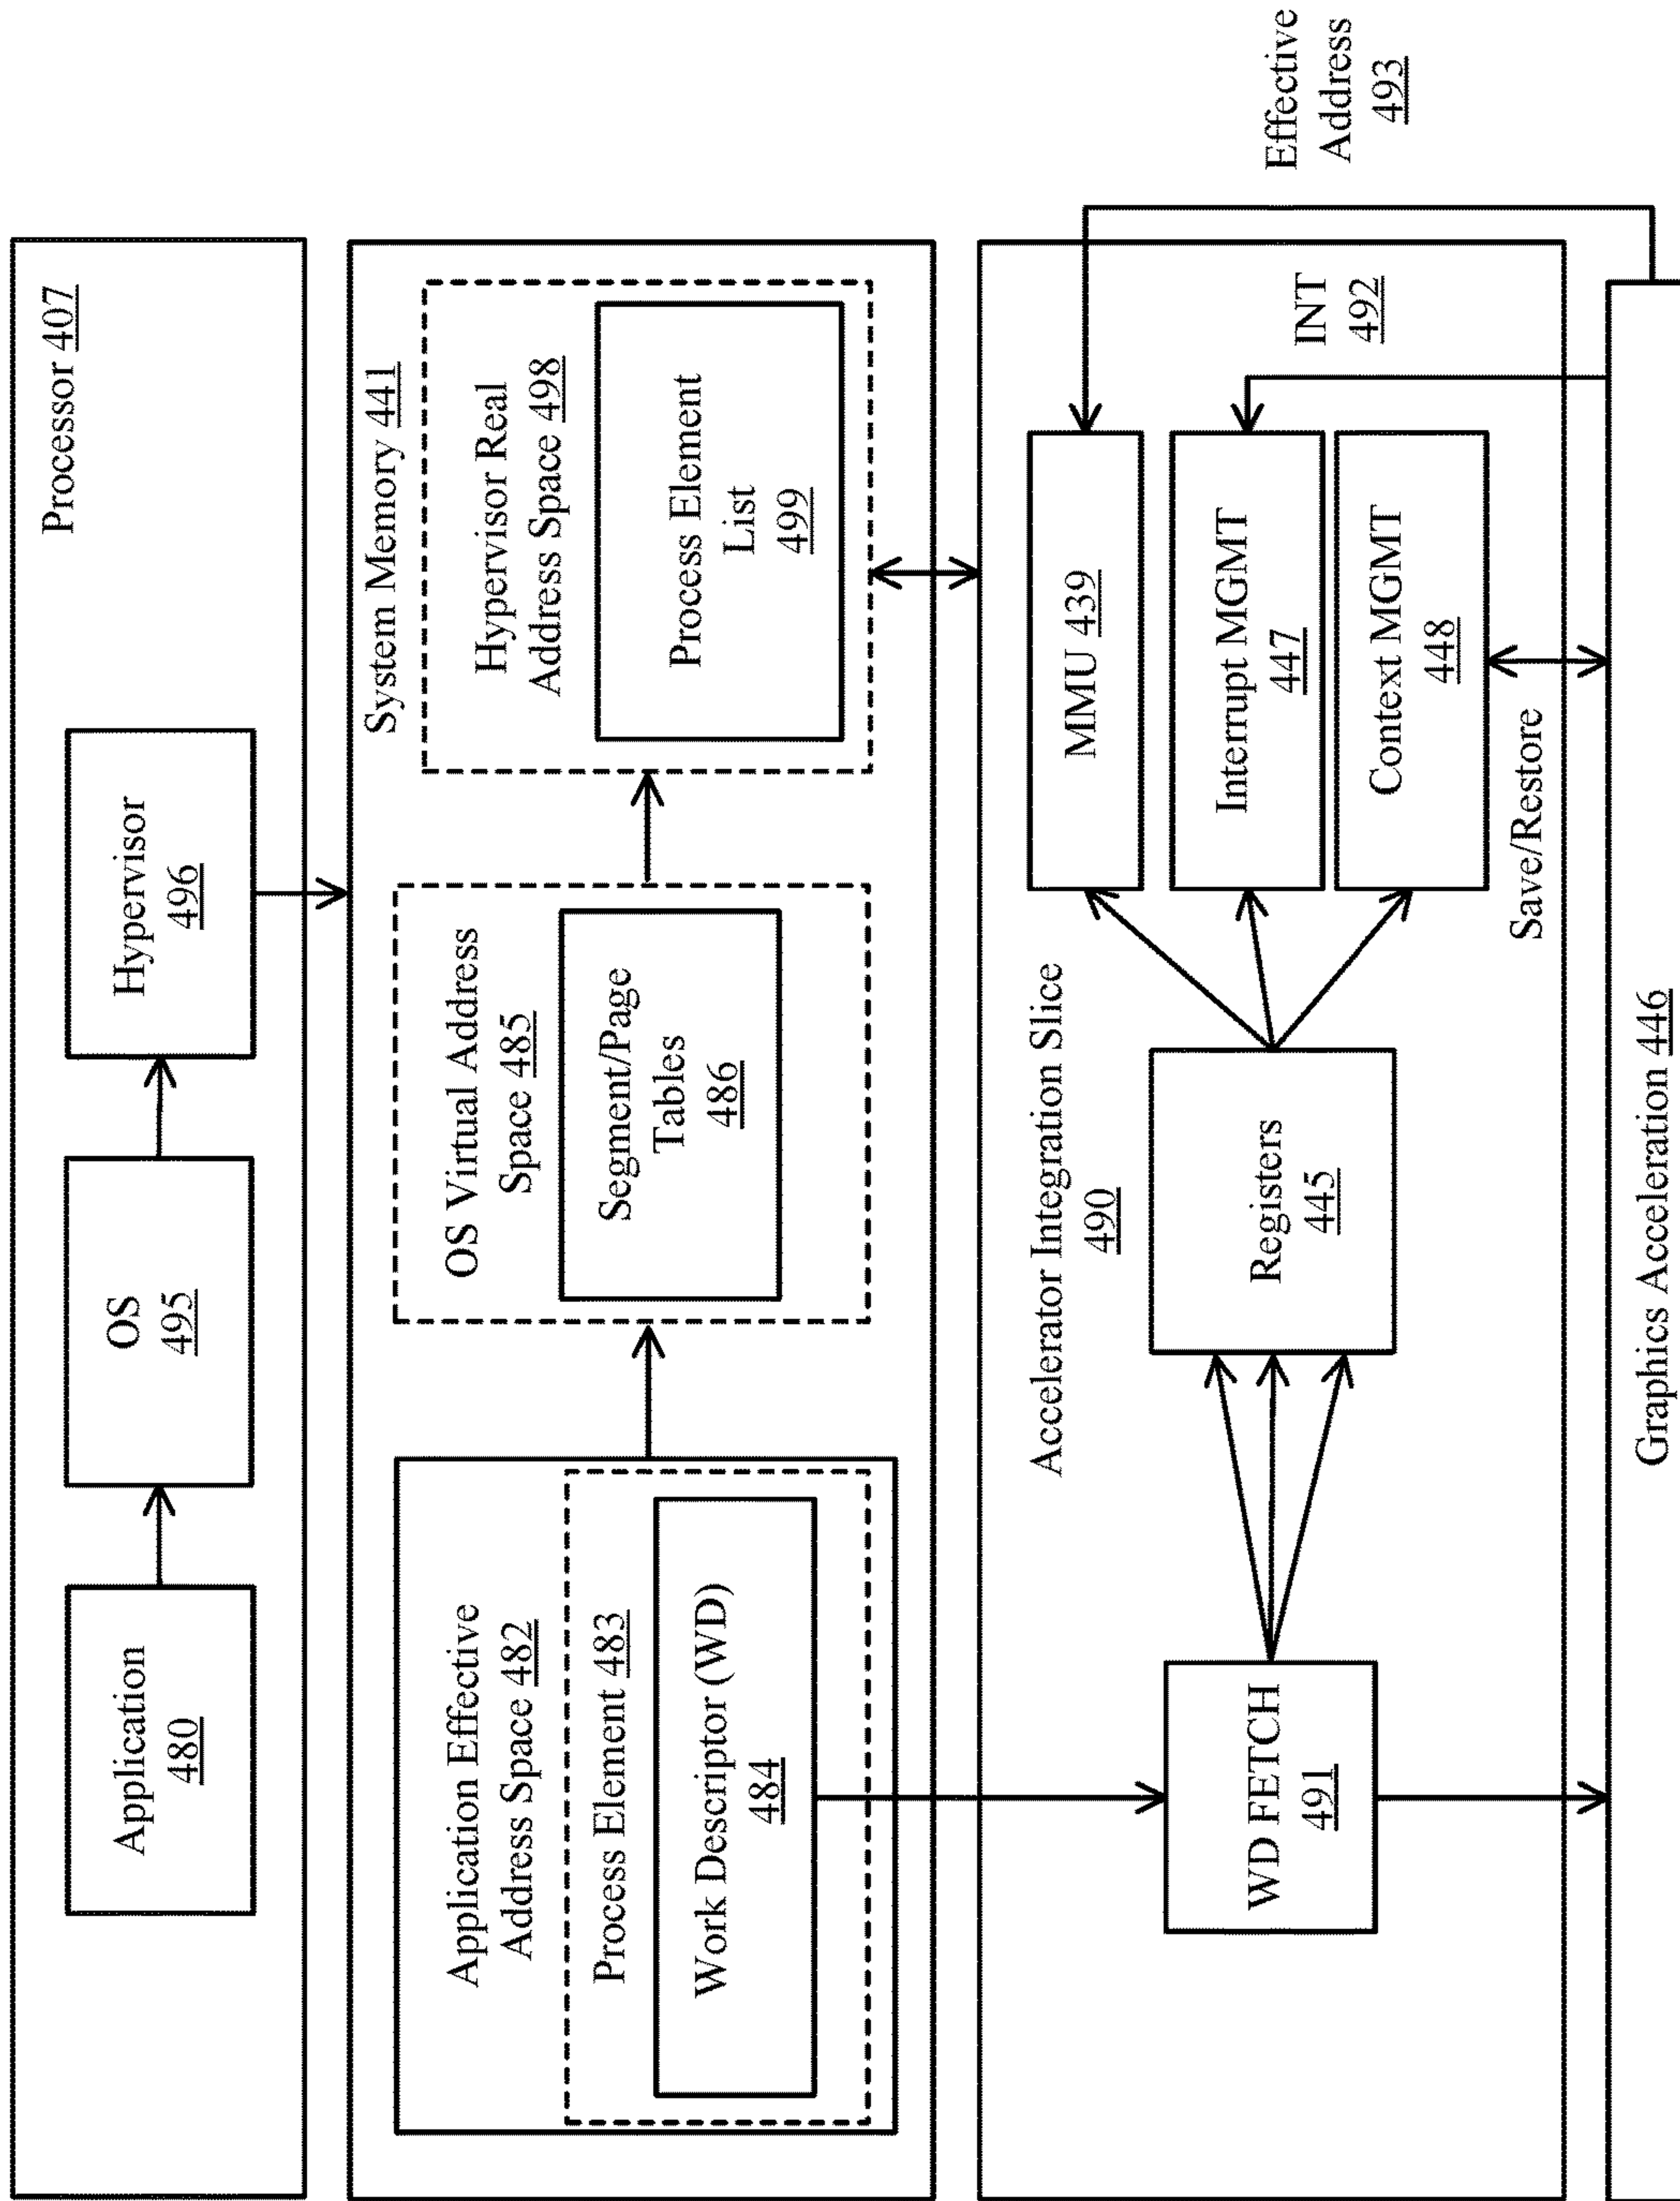 Processor 407
Application
480
OS
495
Hypervisor
496
System Memory 441
Application Effective
Address Space 482
Process Element 483
Work Descriptor (WD)
484
OS Virtual Address
Space 485
Segment/Page
Tables
486
Hypervisor Real
Address Space 498
Process Element
List
499
Accelerator Integration Slice
490
WD FETCH
491
Registers
445
MMU 439
Interrupt MGMT
447
Context MGMT
448
INT
492
Effective
Address
493
Save/Restore
Graphics Acceleration 446